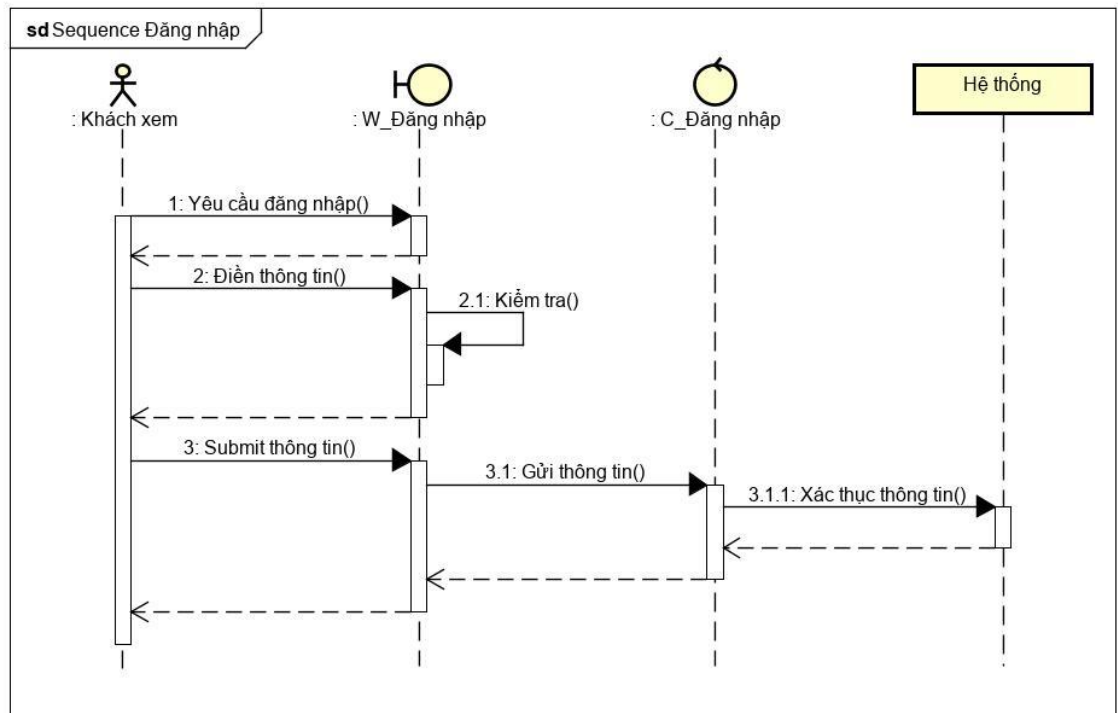 sd Sequence Đăng nhập
: Khách xem
: W_Đăng nhập
: C_Đăng nhập
Hệ thống
1: Yêu cầu đăng nhập()
2: Điền thông tin()
2.1: Kiểm tra()
3: Submit thông tin()
3.1: Gửi thông tin()
3.1.1: Xác thục thông tin()